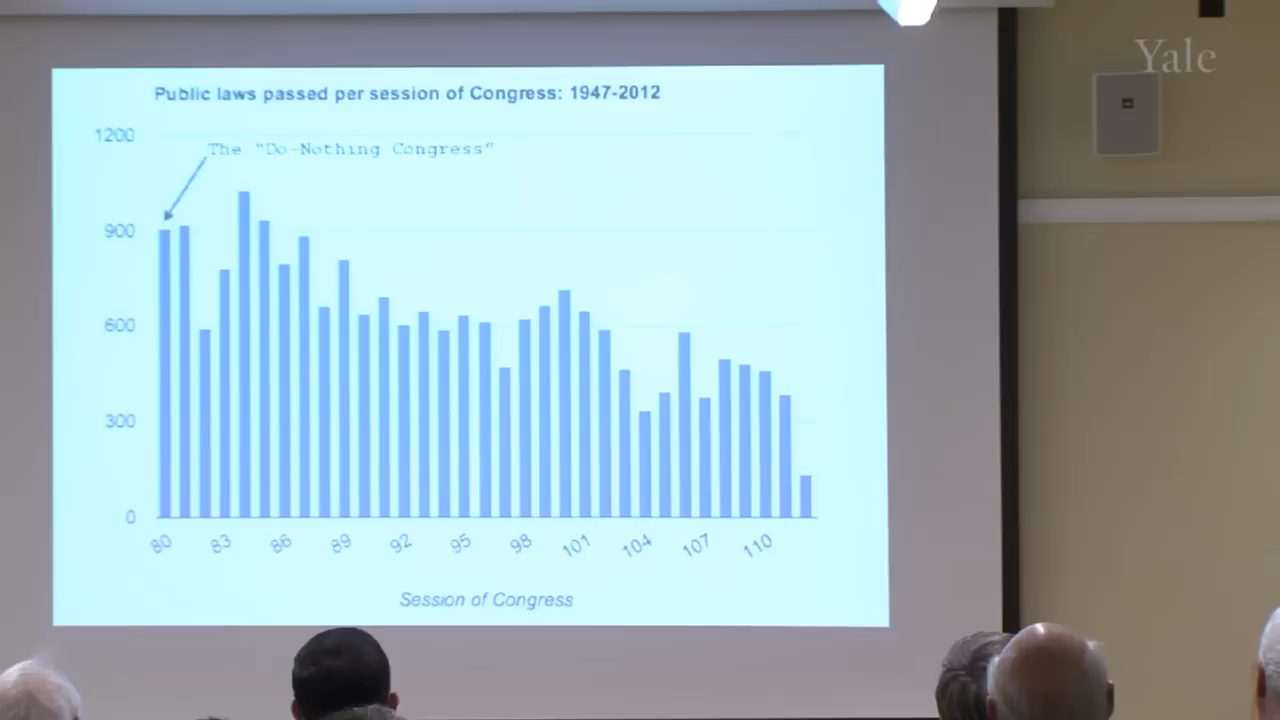 Yale
Public laws passed per session of Congress: 1947-2012
1200
The “Do-Nothing Congress”
900
600
300
0
80 83 86 89 92 95 98 101 104 107 110
Session of Congress